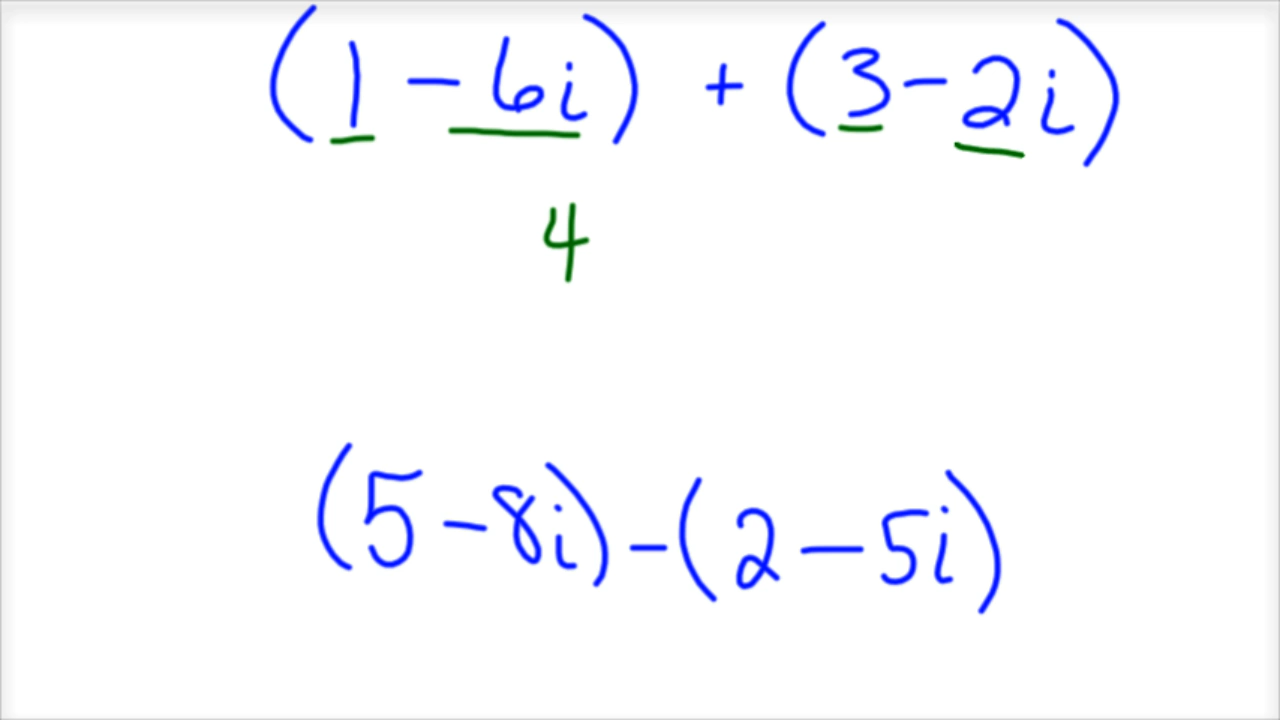 (1 - 6i) + (3 - 2i)
4
(5 - 8i) - (2 - 5i)